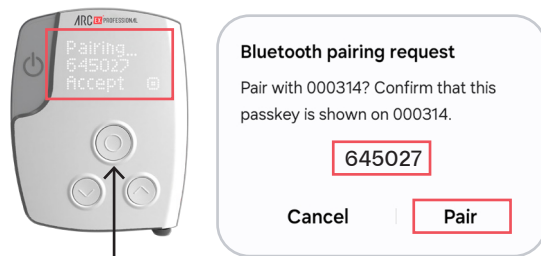 ARC EX PROFESSIONAL
Pairing...
645027
Accept
Bluetooth pairing request
Pair with 000314? Confirm that this
passkey is shown on 000314.
645027
Cancel
Pair